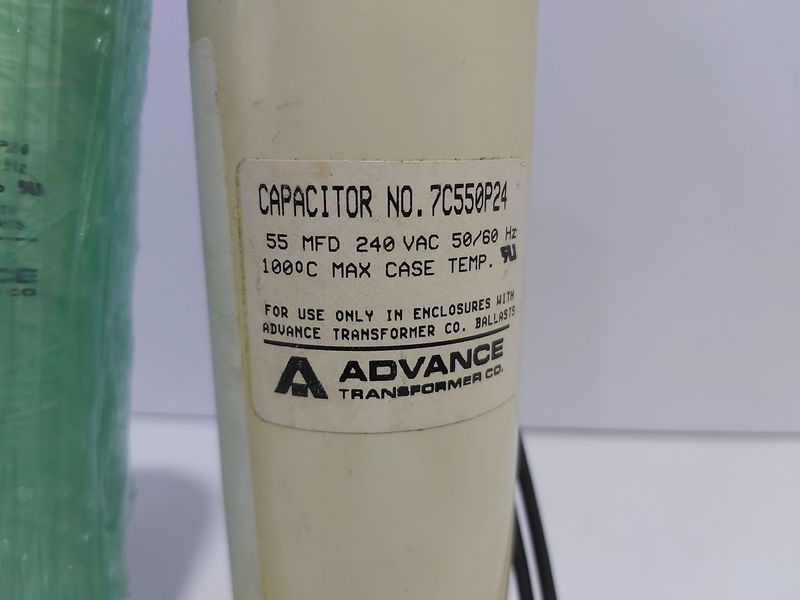 CAPACITOR NO. 7C550P24
55 MFD 240 VAC 50/60 Hz
100°C MAX CASE TEMP.
FOR USE ONLY IN ENCLOSURES WITH
ADVANCE TRANSFORMER CO. BALLASTS
ADVANCE
TRANSFORMER CO.